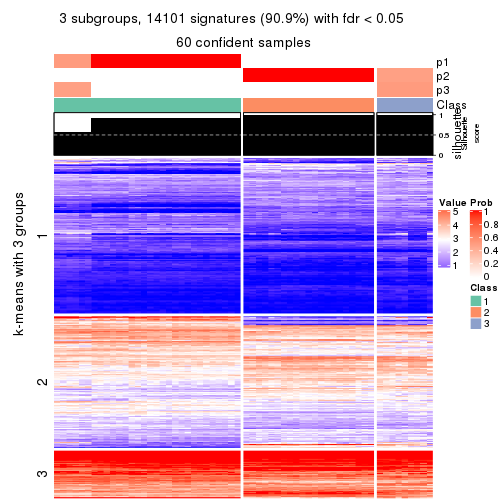 3 subgroups, 14101 signatures (90.9%) with fdr < 0.05
60 confident samples
p1
p2
p3
Class
1
0.5
0
silhouette
Silhouette
score
k-means with 3 groups
1
2
3
Value
5
4
3
2
1
Prob
1
0.8
0.6
0.4
0.2
0
Class
1
2
3